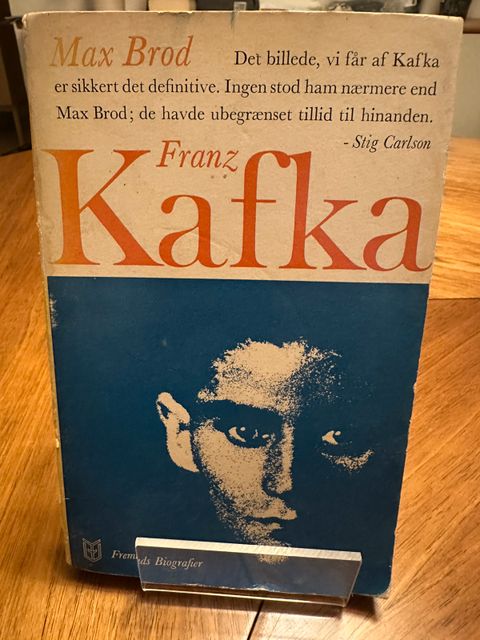 Max Brod
Det billede, vi får af Kafka
er sikkert det definitive. Ingen stod ham nærmere end
Max Brod; de havde ubegrænset tillid til hinanden.
- Stig Carlson
Franz
Kafka
Fremads Biografier